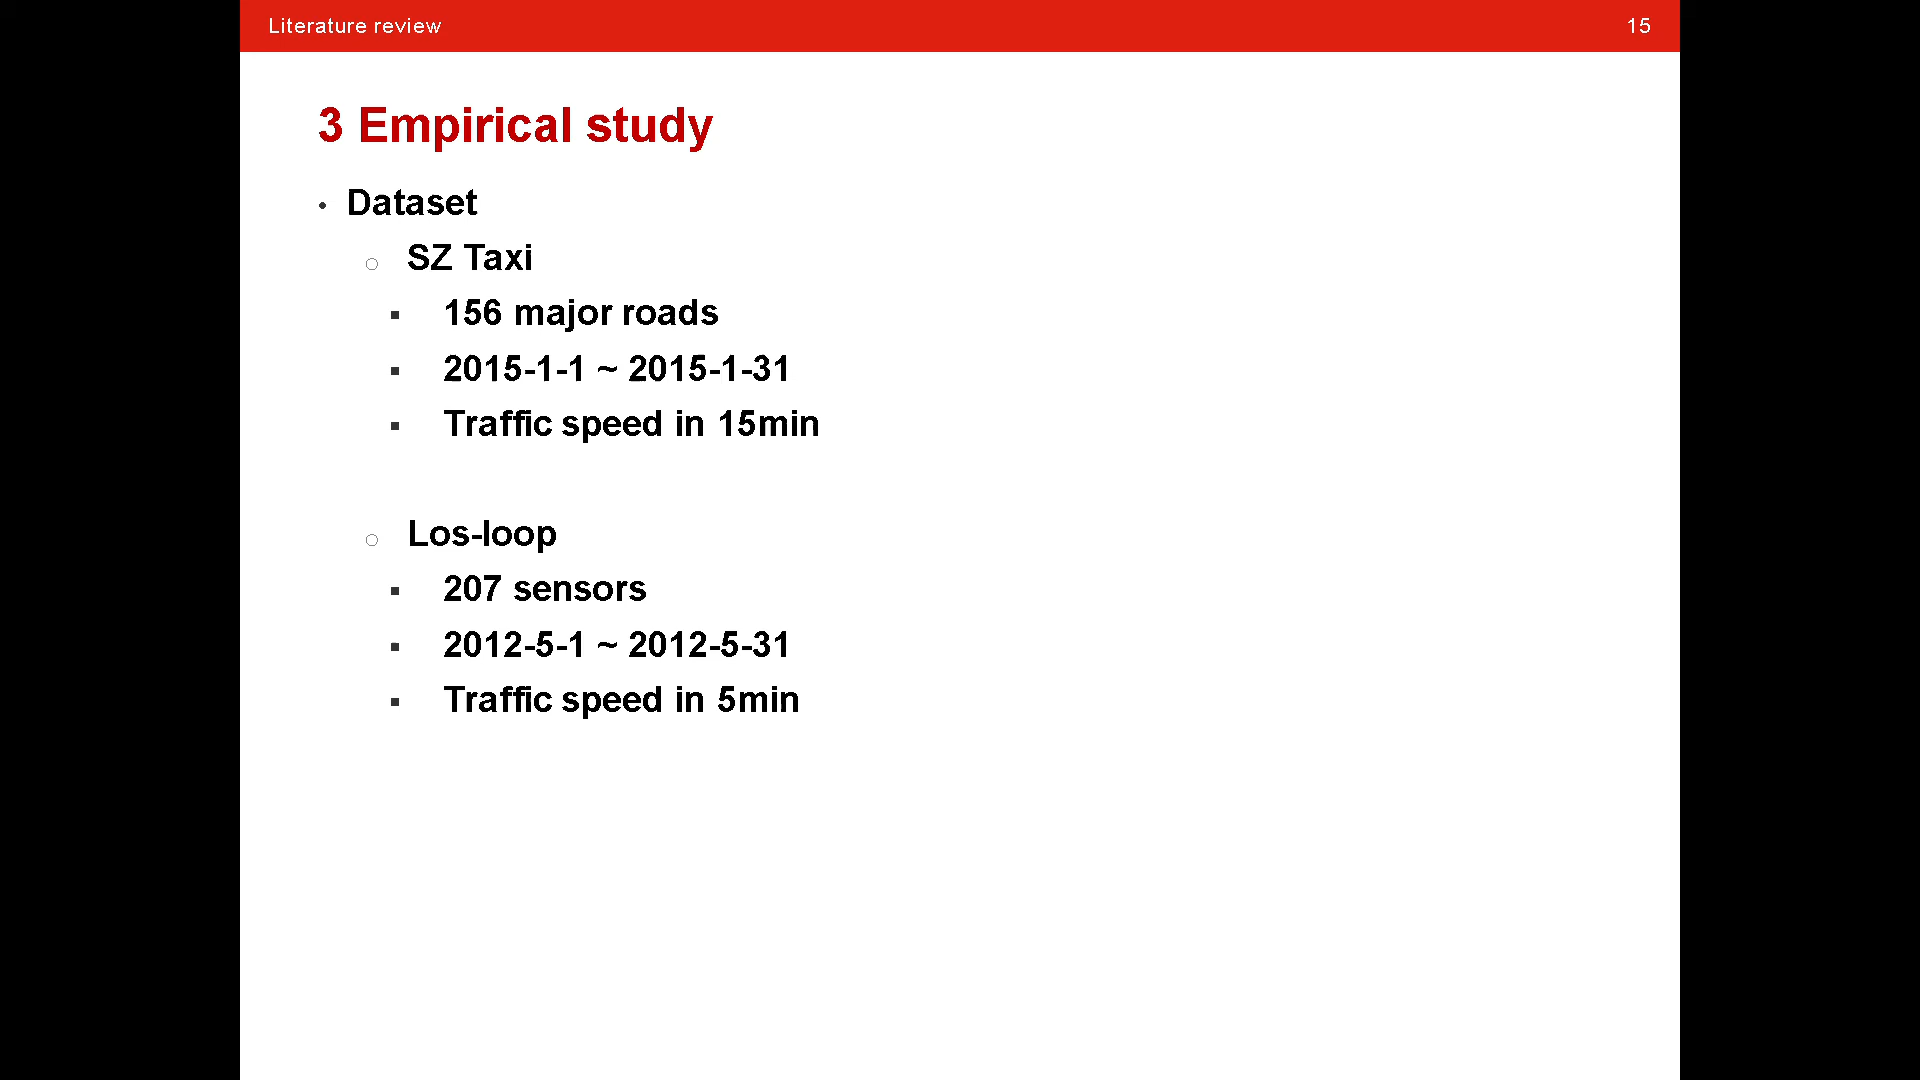 Literature review
15
3 Empirical study
• Dataset
○ SZ Taxi
▪ 156 major roads
▪ 2015-1-1 ~ 2015-1-31
▪ Traffic speed in 15min
○ Los-loop
▪ 207 sensors
▪ 2012-5-1 ~ 2012-5-31
▪ Traffic speed in 5min